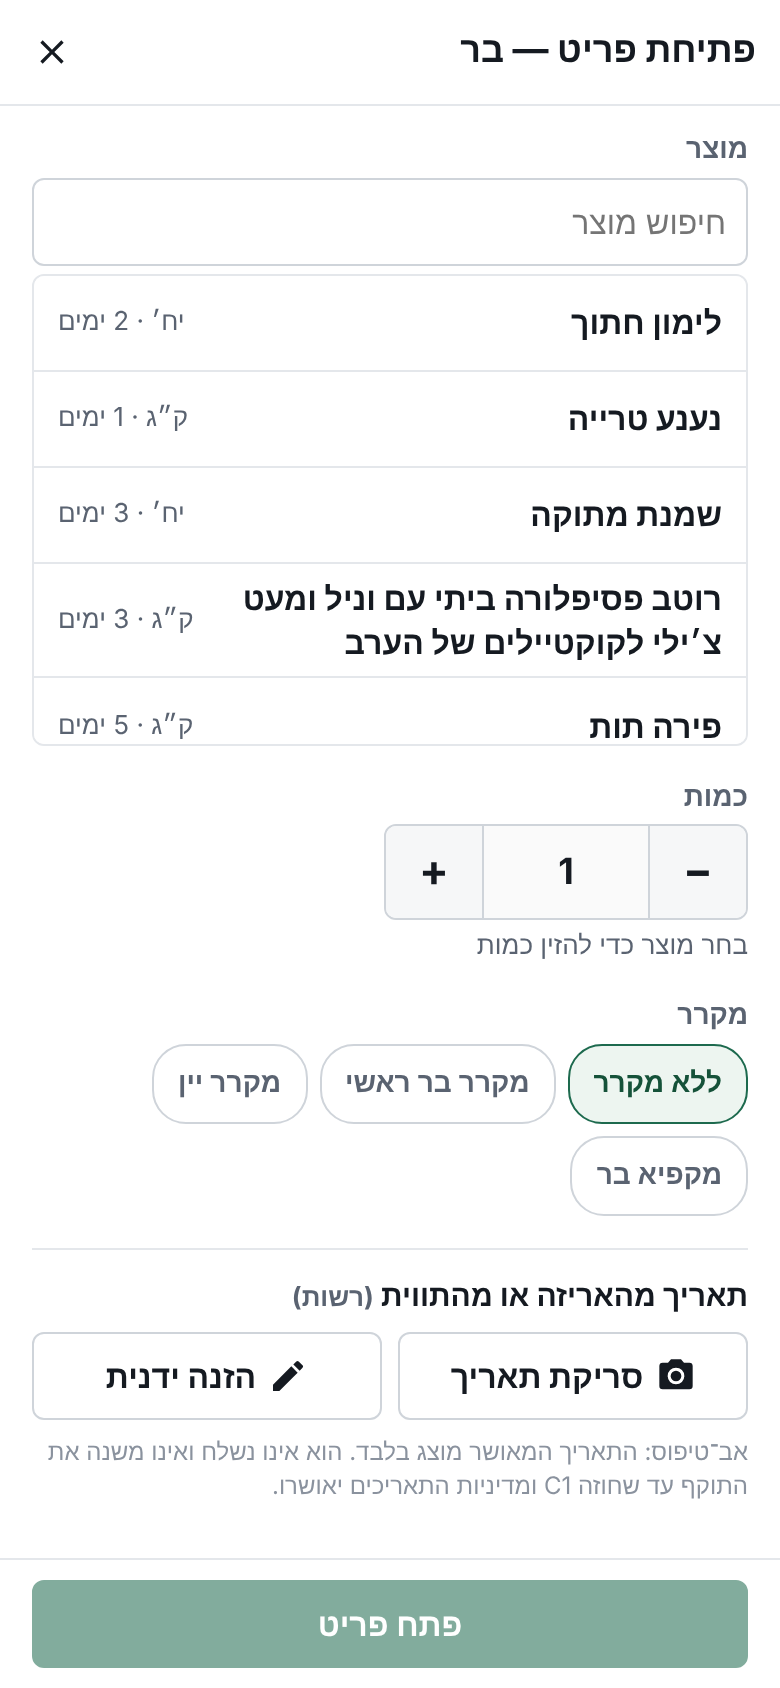 פתיחת פריט — בר
מוצר
חיפוש מוצר
לימון חתוך
יח׳ · 2 ימים
נענע טרייה
ק״ג · 1 ימים
שמנת מתוקה
יח׳ · 3 ימים
רוטב פסיפלורה ביתי עם וניל ומעט
צ׳ילי לקוקטיילים של הערב
ק״ג · 3 ימים
פירה תות
ק״ג · 5 ימים
כמות
− 1 +
בחר מוצר כדי להזין כמות
מקרר
ללא מקרר
מקרר בר ראשי
מקרר יין
מקפיא בר
תאריך מהאריזה או מהתווית (רשות)
סריקת תאריך
הזנה ידנית
אב־טיפוס: התאריך המאושר מוצג בלבד. הוא אינו נשלח ואינו משנה את
התוקף עד שחוזה C1 ומדיניות התאריכים יאושרו.
פתח פריט